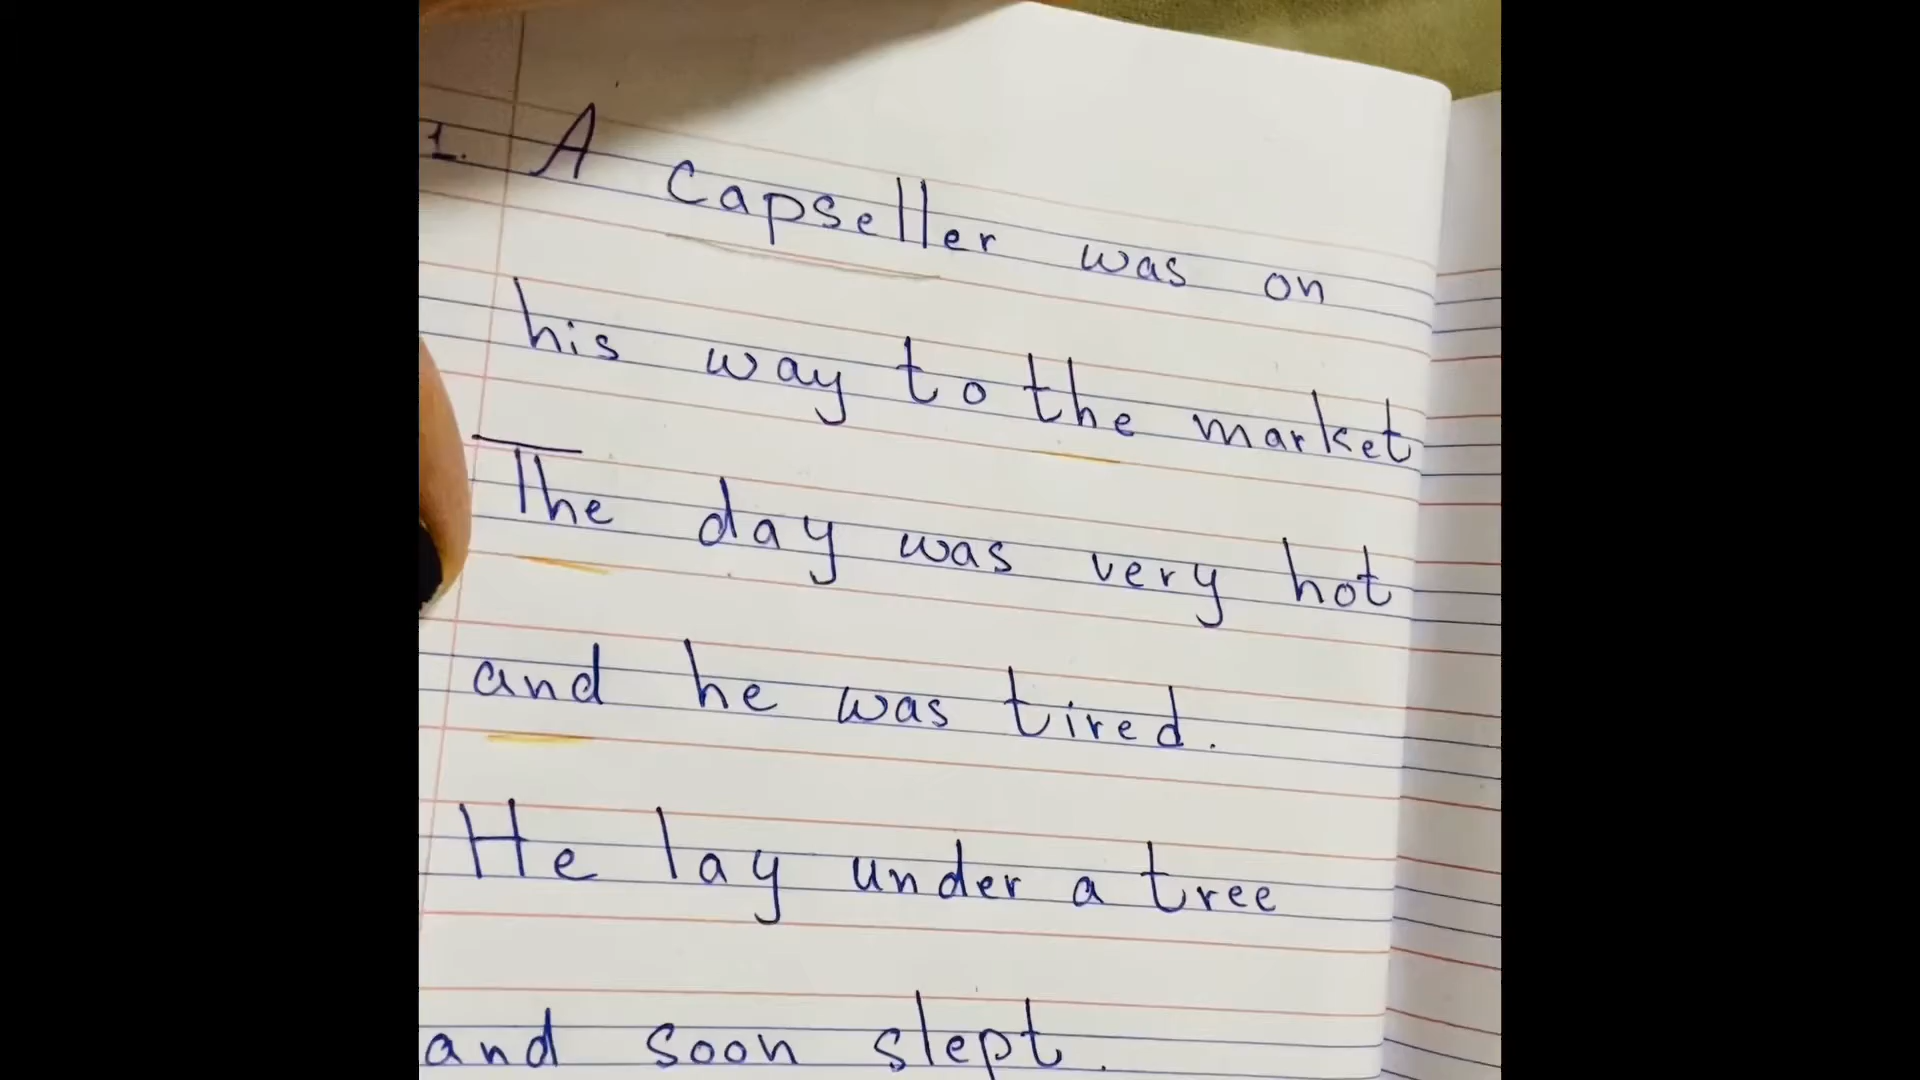 1. A Capseller was on
his way to the market
The day was very hot
and he was tired.
He lay under a tree
and soon slept.